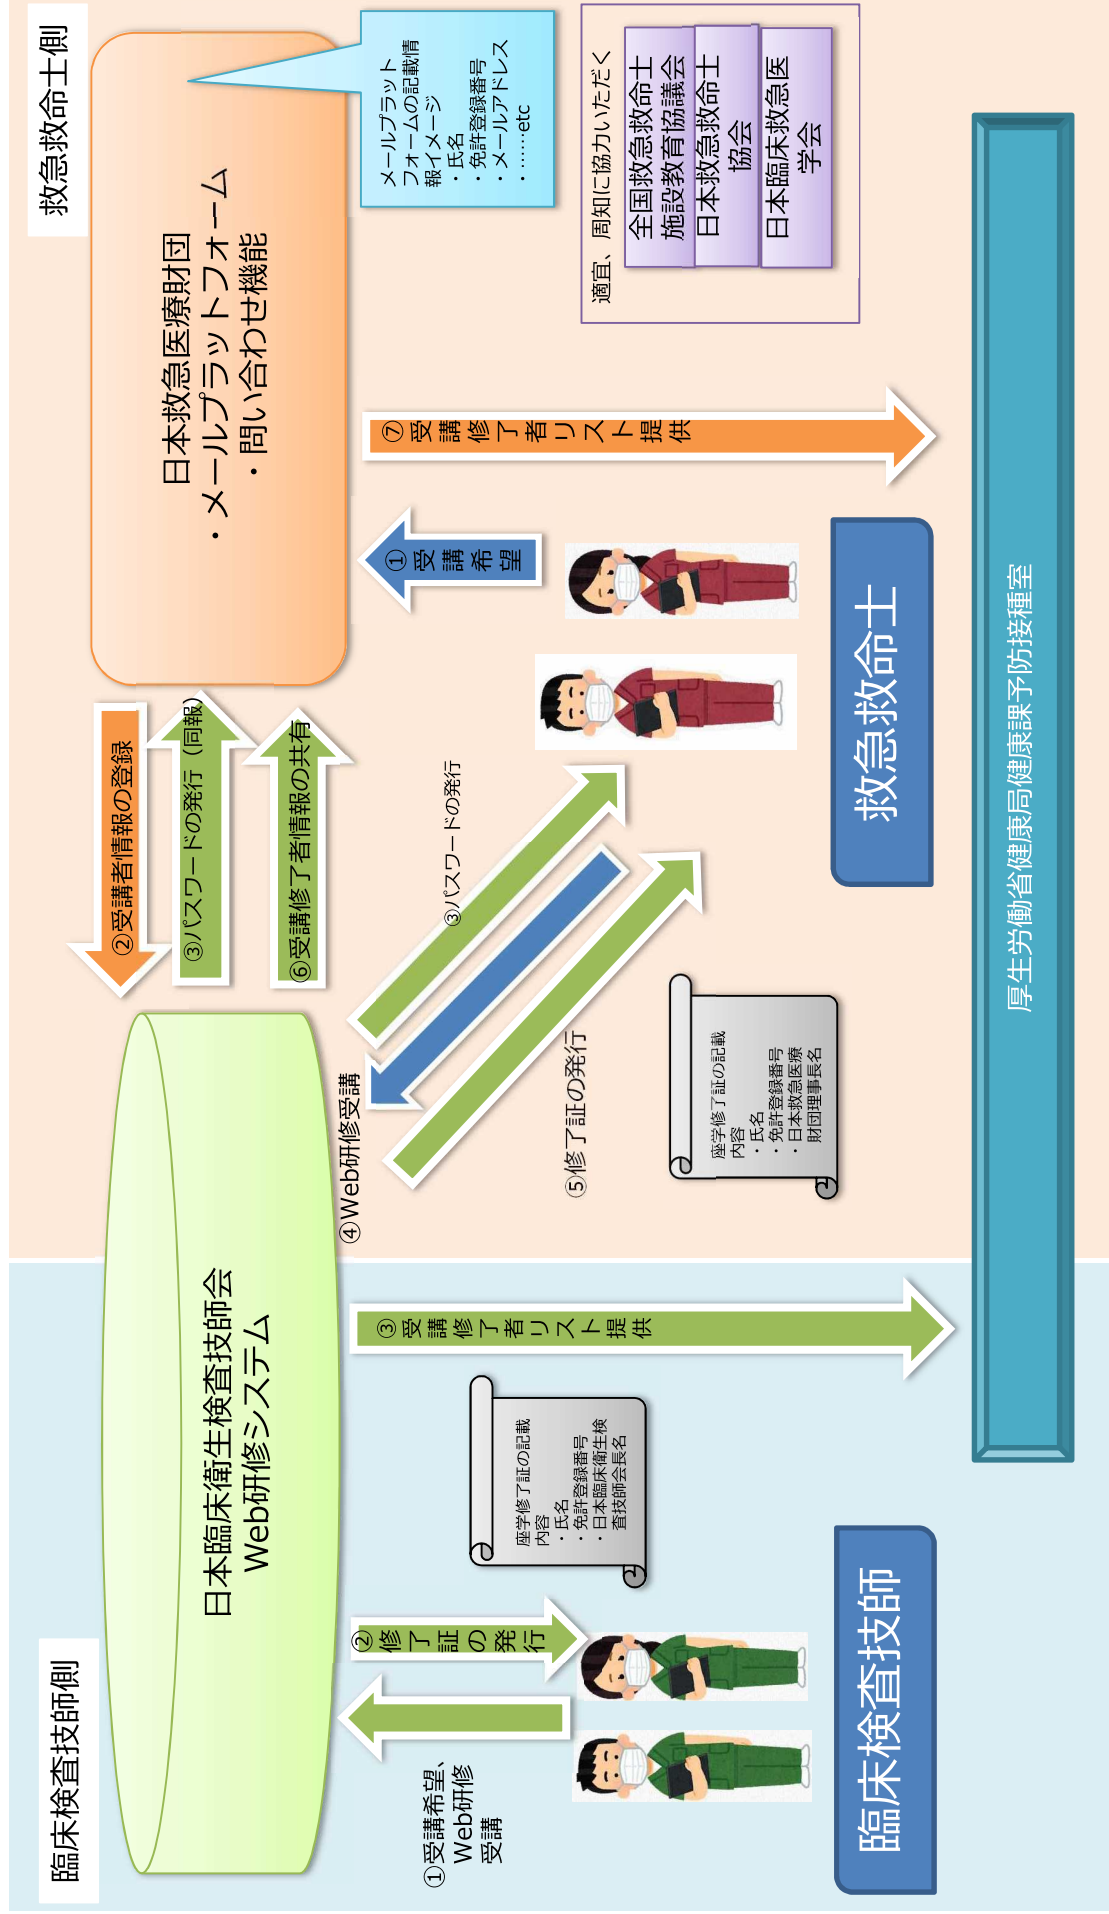 臨床検査技師側
日本臨床衛生検査技師会
Web研修システム
①受講希望、
Web研修
受講
②修了証の発行
座学修了証の記載
内容
・氏名
・免許登録番号
・日本臨床衛生検
査技師会長名
③受講修了者リスト提供
臨床検査技師
救急救命士側
日本救急医療財団
・メールプラットフォーム
・問い合わせ機能
メールプラット
フォームの記載情
報イメージ
・氏名
・免許登録番号
・メールアドレス
・……etc
②受講者情報の登録
③パスワードの発行（同報）
⑥受講修了者情報の共有
①受講希望
⑦受講修了者リスト提供
③パスワードの発行
④Web研修受講
⑤修了証の発行
座学修了証の記載
内容
・氏名
・免許登録番号
・日本救急医療
財団理事長名
適宜、周知に協力いただく
全国救急救命士
施設教育協議会
日本救急救命士
協会
日本臨床救急医
学会
救急救命士
厚生労働省健康局健康課予防接種室